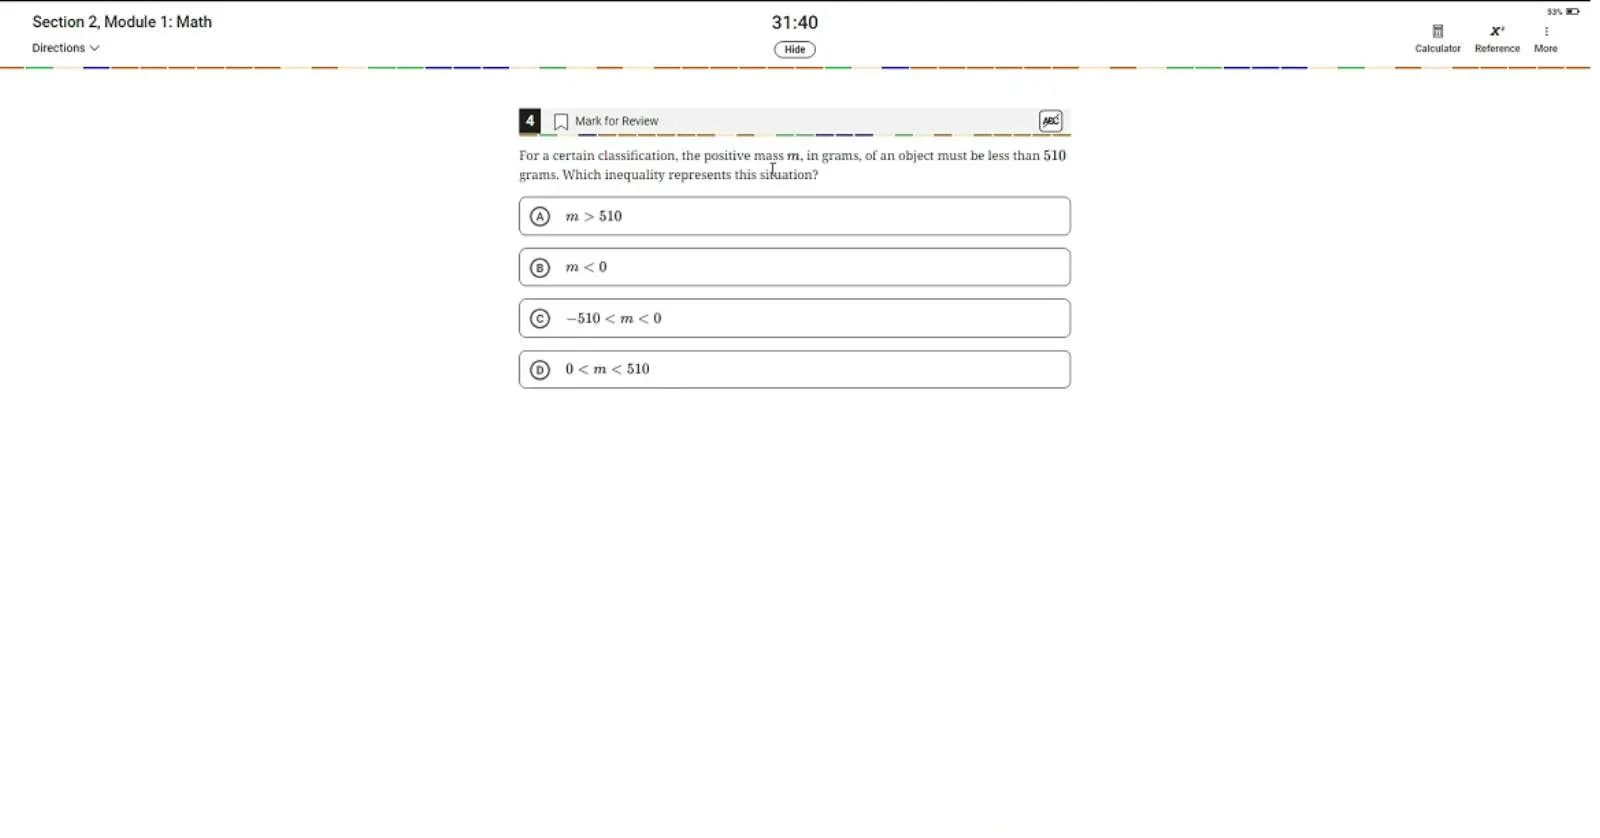 53%
Section 2, Module 1: Math
31:40
Directions
Hide
Calculator
Reference
More
4
Mark for Review
ABC
For a certain classification, the positive mass m, in grams, of an object must be less than 510
grams. Which inequality represents this situation?
A m > 510
B m < 0
C −510 < m < 0
D 0 < m < 510